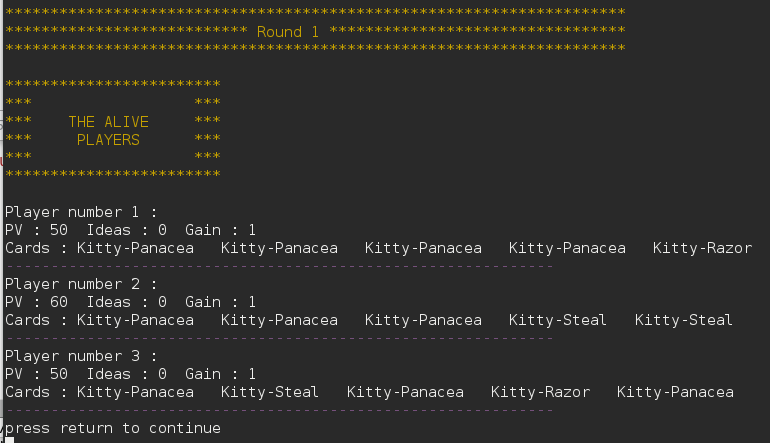 *********************************************************************
*************************** Round 1 *********************************
*********************************************************************
************************
***                  ***
***    THE ALIVE     ***
***     PLAYERS      ***
***                  ***
************************
Player number 1 :
PV : 50  Ideas : 0  Gain : 1
Cards : Kitty-Panacea   Kitty-Panacea   Kitty-Panacea   Kitty-Panacea   Kitty-Razor
-------------------------------------------------------------
Player number 2 :
PV : 60  Ideas : 0  Gain : 1
Cards : Kitty-Panacea   Kitty-Panacea   Kitty-Panacea   Kitty-Steal   Kitty-Steal
-------------------------------------------------------------
Player number 3 :
PV : 50  Ideas : 0  Gain : 1
Cards : Kitty-Panacea   Kitty-Steal   Kitty-Panacea   Kitty-Razor   Kitty-Panacea
-------------------------------------------------------------
press return to continue